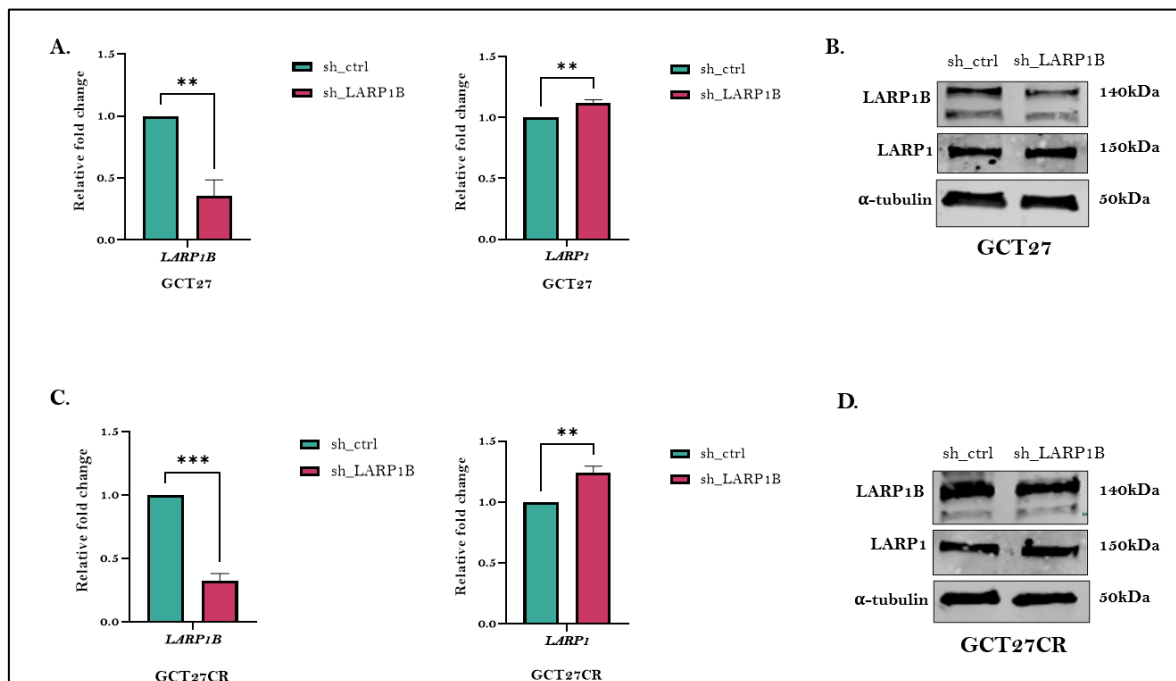 A.
Relative fold change
1.5
1.0
0.5
0.0
**
LARP1B
GCT27
sh_ctrl
sh_LARP1B
Relative fold change
1.5
1.0
0.5
0.0
**
LARP1
GCT27
sh_ctrl
sh_LARP1B
B.
sh_ctrl sh_LARP1B
LARP1B 140kDa
LARP1 150kDa
α-tubulin 50kDa
GCT27
C.
Relative fold change
1.5
1.0
0.5
0.0
***
LARP1B
GCT27CR
sh_ctrl
sh_LARP1B
Relative fold change
1.5
1.0
0.5
0.0
**
LARP1
GCT27CR
sh_ctrl
sh_LARP1B
D.
sh_ctrl sh_LARP1B
LARP1B 140kDa
LARP1 150kDa
α-tubulin 50kDa
GCT27CR